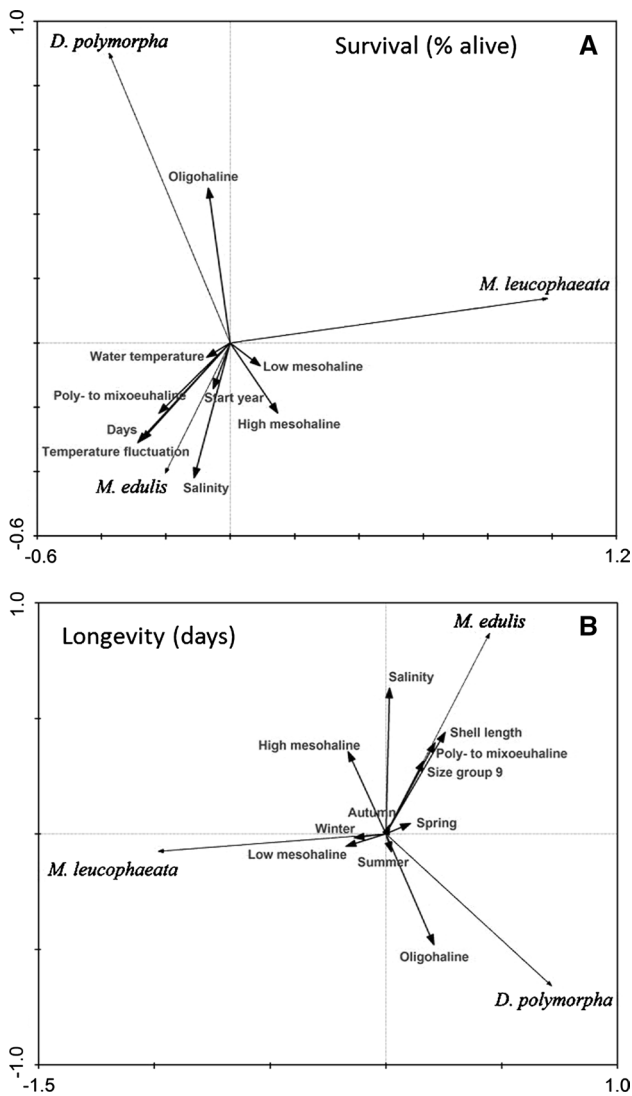 1.0
D. polymorpha
Survival (% alive)
A
Oligohaline
M. leucophaeata
Water temperature
Low mesohaline
Poly- to mixoeuhaline
Start year
High mesohaline
Days
Temperature fluctuation
M. edulis
Salinity
-0.6
-0.6
1.2
1.0
Longevity (days)
M. edulis
B
Salinity
Shell length
High mesohaline
Poly- to mixoeuhaline
Size group 9
Autumn
Spring
Winter
Low mesohaline
Summer
M. leucophaeata
Oligohaline
D. polymorpha
-1.0
-1.5
1.0